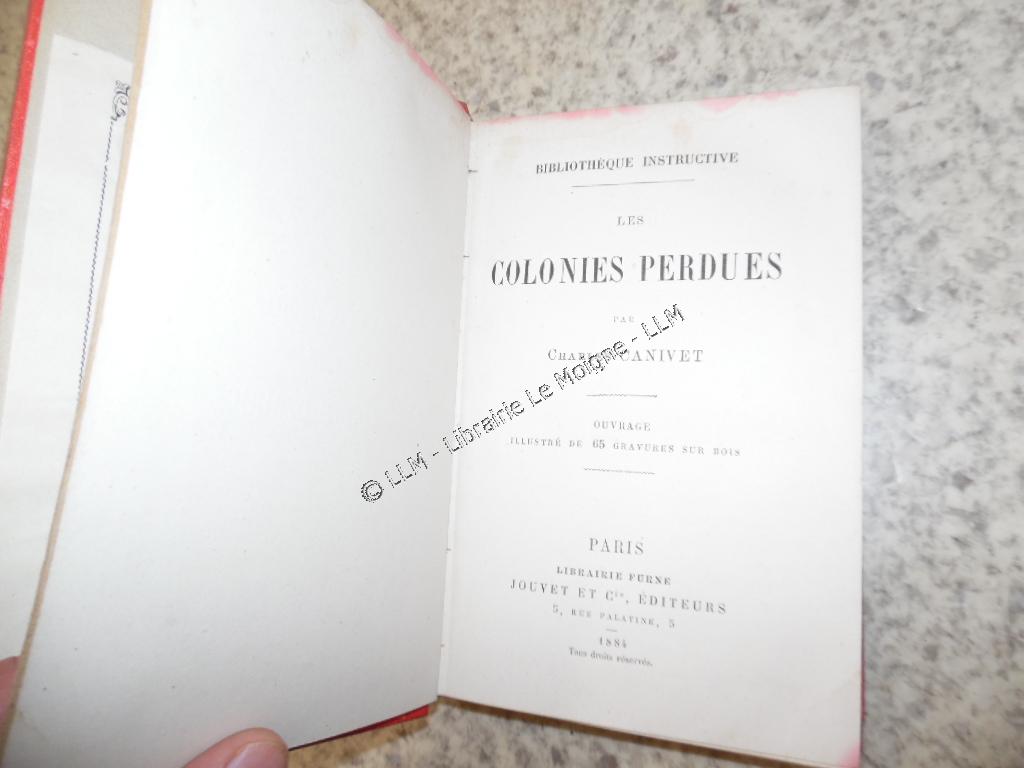 BIBLIOTHÈQUE INSTRUCTIVE
LES
COLONIES PERDUES
PAR
CHARLES CANIVET
OUVRAGE
ILLUSTRÉ DE 65 GRAVURES SUR BOIS
PARIS
LIBRAIRIE FURNE
JOUVET ET Cie, ÉDITEURS
5, RUE PALATINE, 5
1884
Tous droits réservés.
© LLM - Librairie Le Moigne - LLM